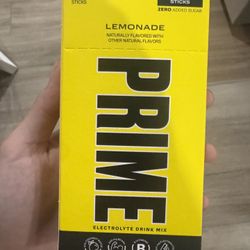 STICKS
STICKS
ZERO ADDED SUGAR
LEMONADE
NATURALLY FLAVORED WITH
OTHER NATURAL FLAVORS
PRIME
ELECTROLYTE DRINK MIX
B